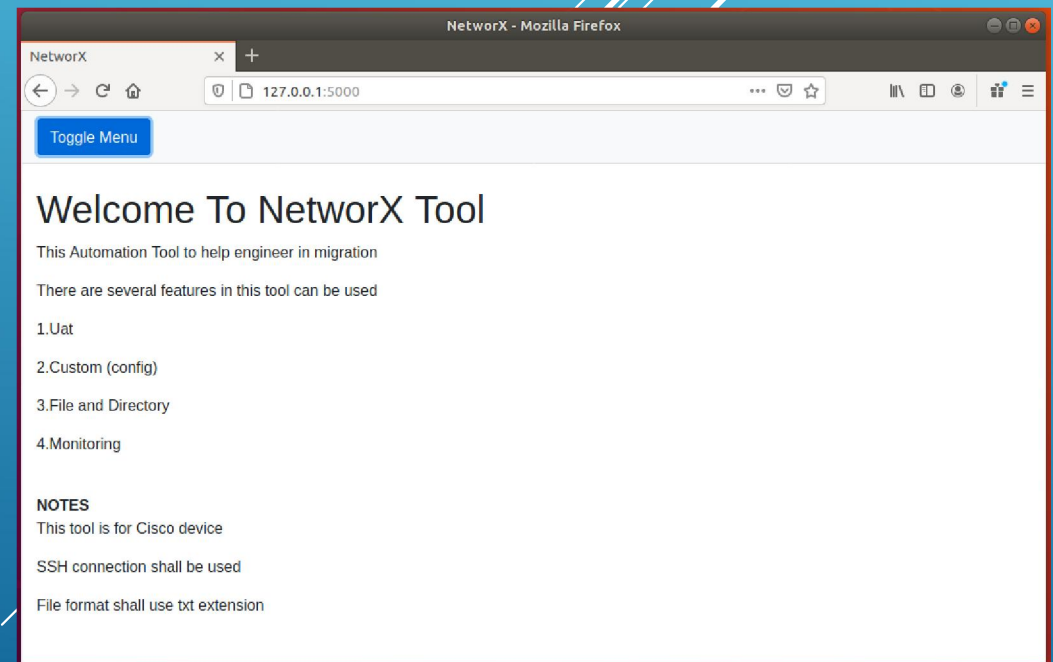 NetworX - Mozilla Firefox
NetworX
127.0.0.1:5000
Toggle Menu
Welcome To NetworX Tool
This Automation Tool to help engineer in migration
There are several features in this tool can be used
1.Uat
2.Custom (config)
3.File and Directory
4.Monitoring
NOTES
This tool is for Cisco device
SSH connection shall be used
File format shall use txt extension